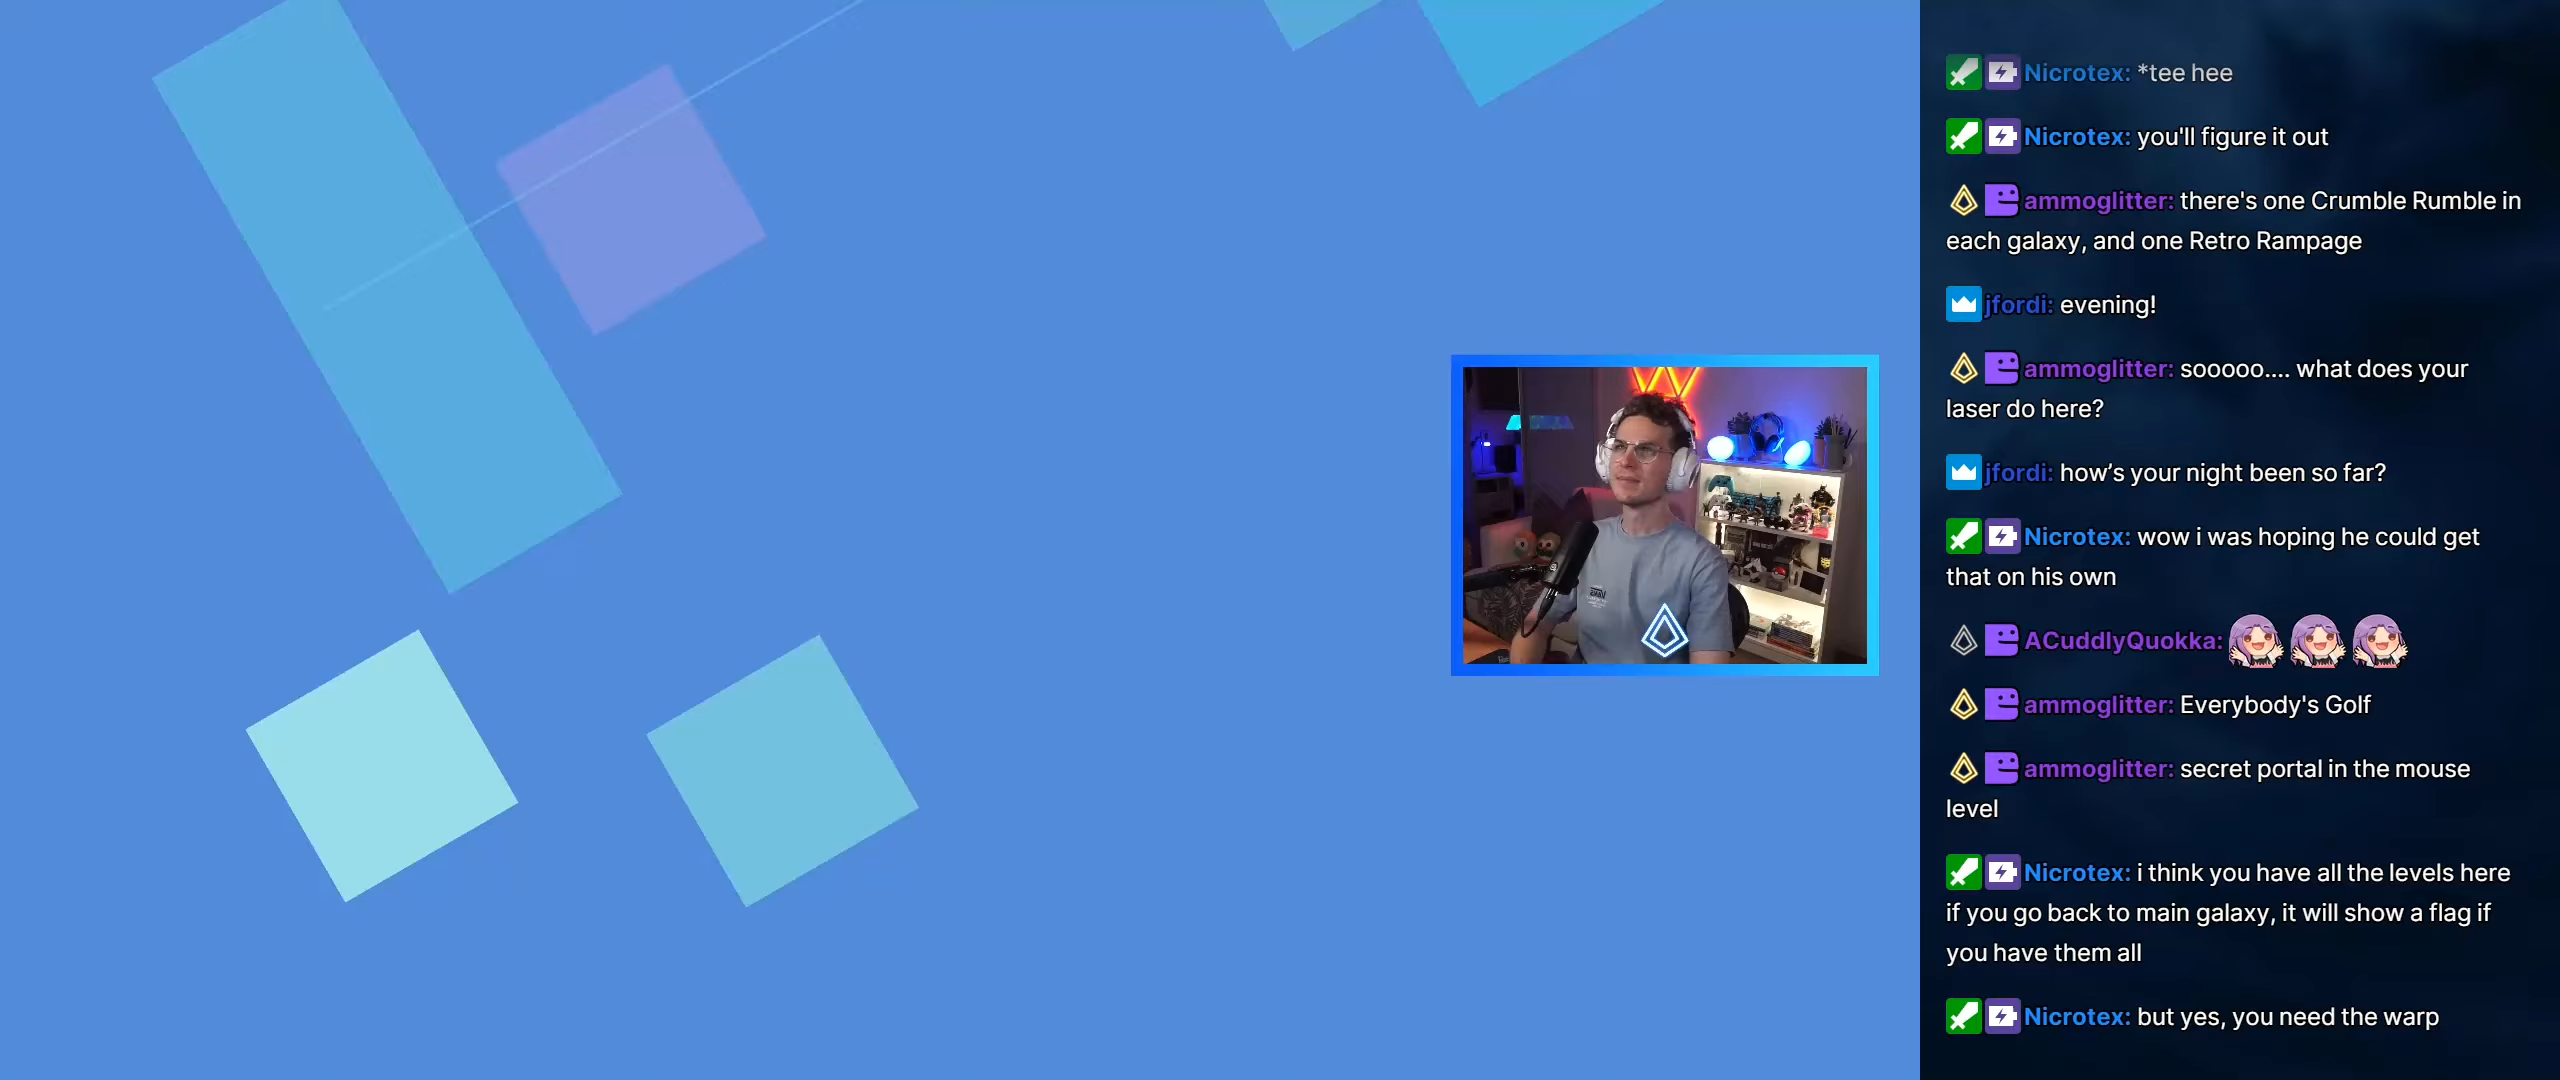 Nicrotex: *tee hee
Nicrotex: you'll figure it out
ammoglitter: there's one Crumble Rumble in
each galaxy, and one Retro Rampage
jfordi: evening!
ammoglitter: sooooo.... what does your
laser do here?
jfordi: how's your night been so far?
Nicrotex: wow i was hoping he could get
that on his own
ACuddlyQuokka:
ammoglitter: Everybody's Golf
ammoglitter: secret portal in the mouse
level
Nicrotex: i think you have all the levels here
if you go back to main galaxy, it will show a flag if
you have them all
Nicrotex: but yes, you need the warp